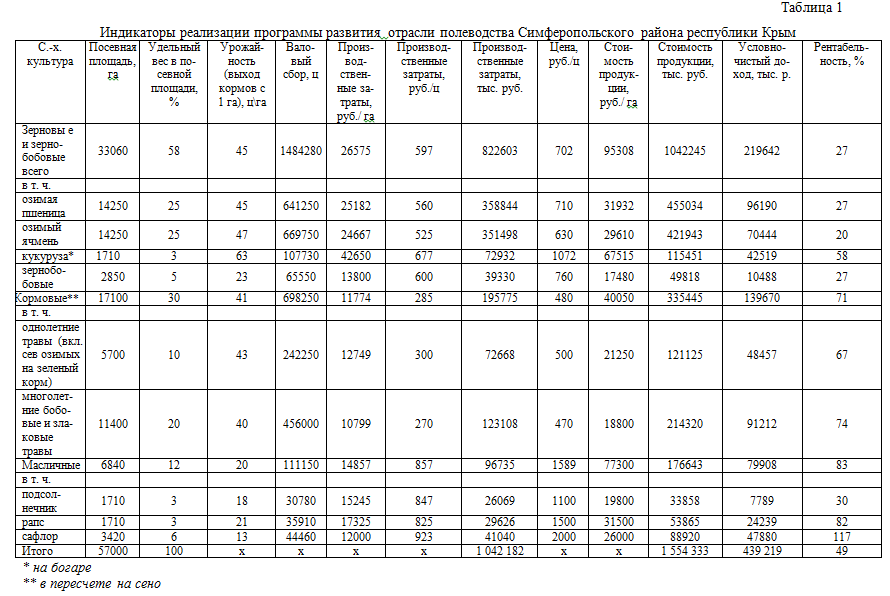 Таблица 1
Индикаторы реализации программы развития отрасли полеводства Симферопольского района республики Крым
С.-х. культура | Посевная площадь, га | Удельный вес в по-севной площади, % | Урожай-ность (выход кормов с 1 га), ц\га | Вало-вый сбор, ц | Произ-вод-ствен-ные за-траты, руб./ га | Производ-ственные затраты, руб./ц | Производ-ственные затраты, тыс. руб. | Цена, руб./ц | Стои-мость продук-ции, руб./ га | Стоимость продукции, тыс. руб. | Условно-чистый до-ход, тыс. р. | Рентабель-ность, %
Зерновы е и зерно-бобовые всего | 33060 | 58 | 45 | 1484280 | 26575 | 597 | 822603 | 702 | 95308 | 1042245 | 219642 | 27
в т. ч.
озимая пшеница | 14250 | 25 | 45 | 641250 | 25182 | 560 | 358844 | 710 | 31932 | 455034 | 96190 | 27
озимый ячмень | 14250 | 25 | 47 | 669750 | 24667 | 525 | 351498 | 630 | 29610 | 421943 | 70444 | 20
кукуруза* | 1710 | 3 | 63 | 107730 | 42650 | 677 | 72932 | 1072 | 67515 | 115451 | 42519 | 58
зернобо-бовые | 2850 | 5 | 23 | 65550 | 13800 | 600 | 39330 | 760 | 17480 | 49818 | 10488 | 27
Кормовые** | 17100 | 30 | 41 | 698250 | 11774 | 285 | 195775 | 480 | 40050 | 335445 | 139670 | 71
в т. ч.
однолетние травы (вкл. сев озимых на зеленый корм) | 5700 | 10 | 43 | 242250 | 12749 | 300 | 72668 | 500 | 21250 | 121125 | 48457 | 67
многолет-ние бобо-вые и зла-ковые травы | 11400 | 20 | 40 | 456000 | 10799 | 270 | 123108 | 470 | 18800 | 214320 | 91212 | 74
Масличные | 6840 | 12 | 20 | 111150 | 14857 | 857 | 96735 | 1589 | 77300 | 176643 | 79908 | 83
в т. ч.
подсол-нечник | 1710 | 3 | 18 | 30780 | 15245 | 847 | 26069 | 1100 | 19800 | 33858 | 7789 | 30
рапс | 1710 | 3 | 21 | 35910 | 17325 | 825 | 29626 | 1500 | 31500 | 53865 | 24239 | 82
сафлор | 3420 | 6 | 13 | 44460 | 12000 | 923 | 41040 | 2000 | 26000 | 88920 | 47880 | 117
Итого | 57000 | 100 | х | х | х | х | 1 042 182 | х | х | 1 554 333 | 439 219 | 49
* на богаре
** в пересчете на сено